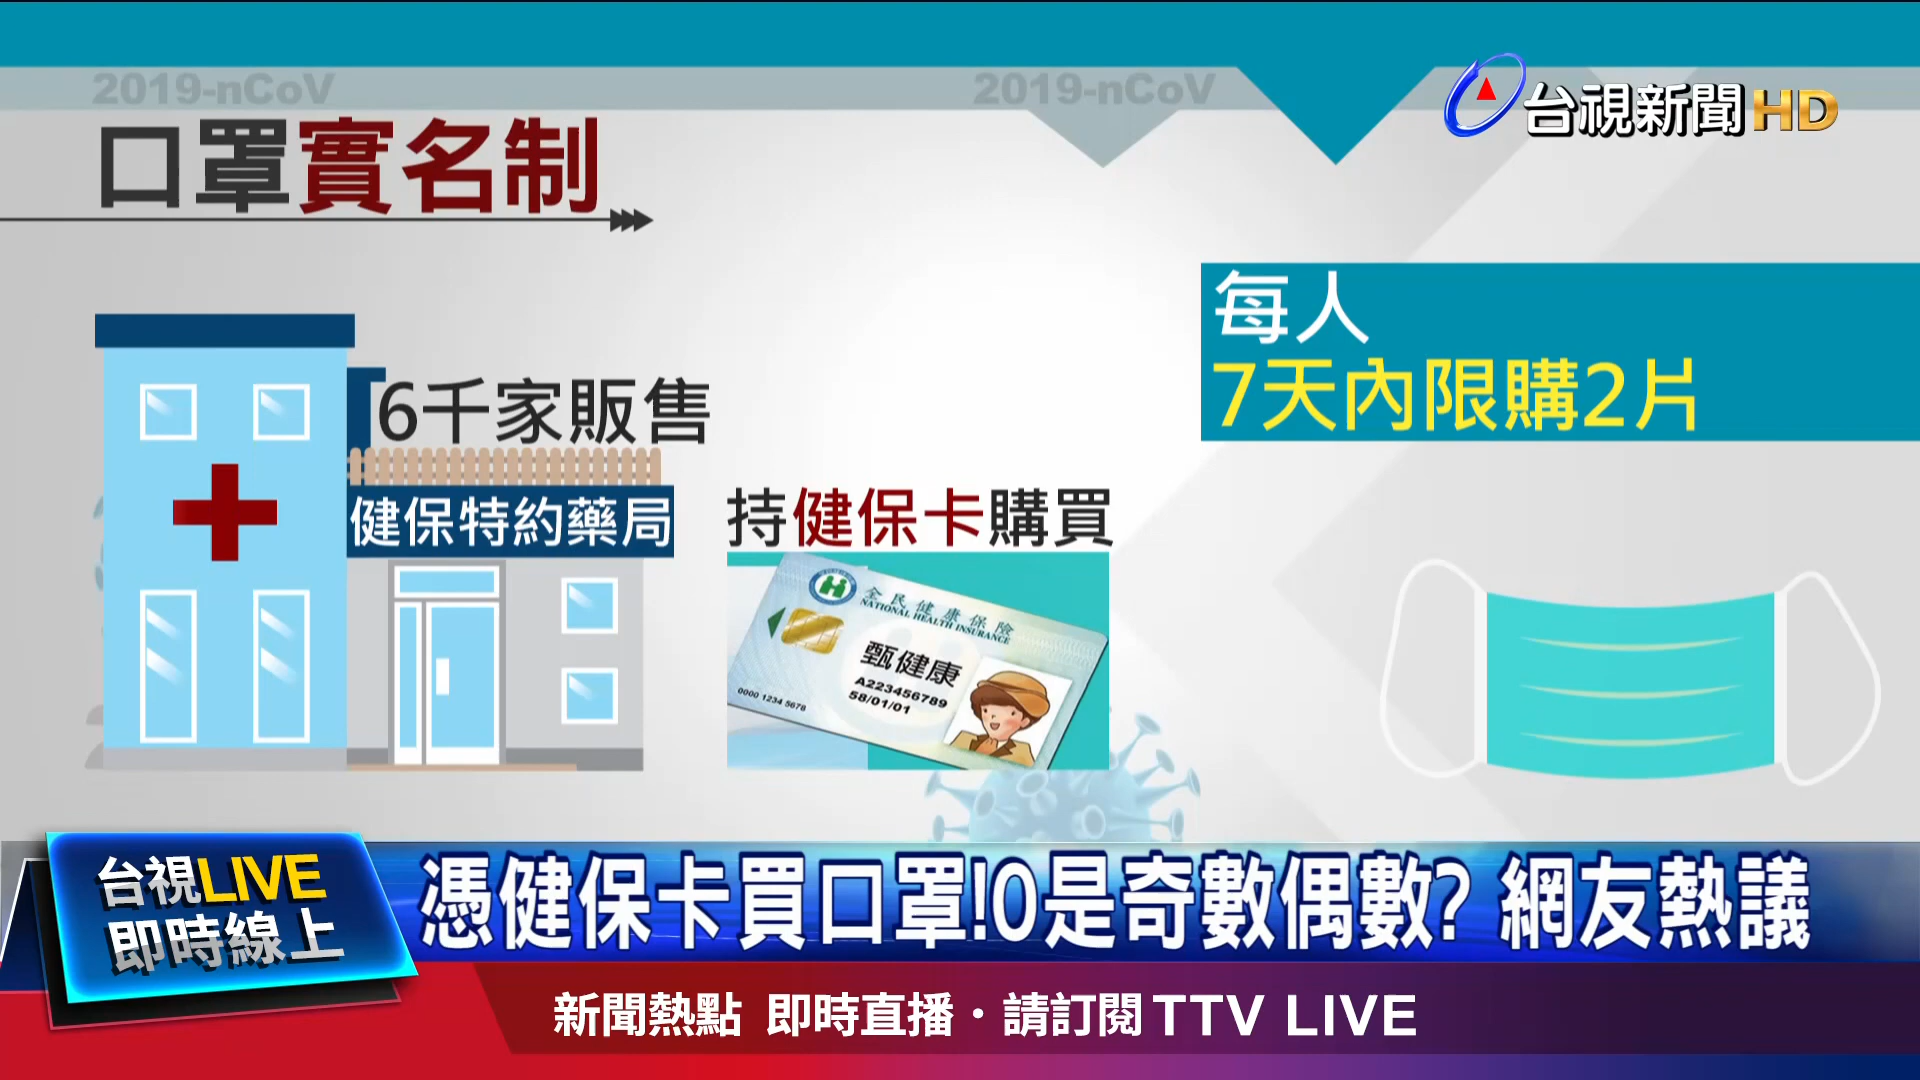 2019-nCoV
2019-nCoV
台視新聞HD
口罩實名制
每人
7天內限購2片
6千家販售
健保特約藥局
持健保卡購買
全民健康保險
NATIONAL HEALTH INSURANCE
甄健康
A223456789
58/01/01
0000 1234 5678
台視LIVE
即時線上
憑健保卡買口罩!0是奇數偶數? 網友熱議
新聞熱點 即時直播・請訂閱TTV LIVE